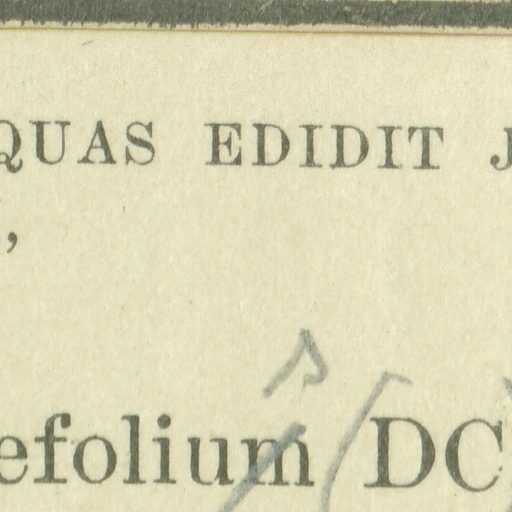 QUAS EDIDIT J
,
efolium (DC